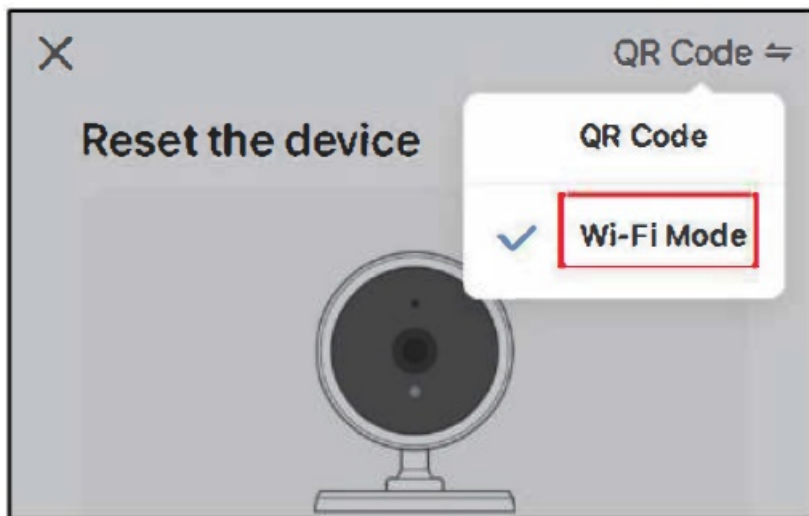 QR Code ⇋
Reset the device
QR Code
Wi-Fi Mode